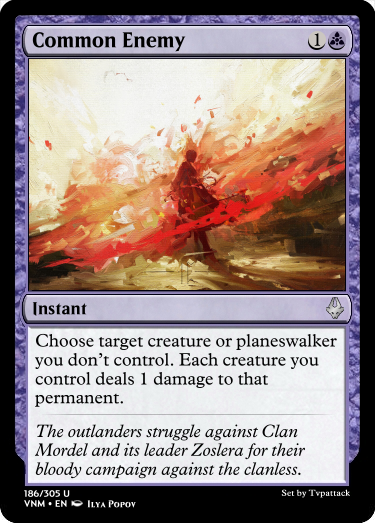 Common Enemy
1
Instant
Choose target creature or planeswalker
you don't control. Each creature you
control deals 1 damage to that
permanent.
The outlanders struggle against Clan
Mordel and its leader Zoslera for their
bloody campaign against the clanless.
186/305 U
Set by Tvpattack
VNM • EN Ilya Popov